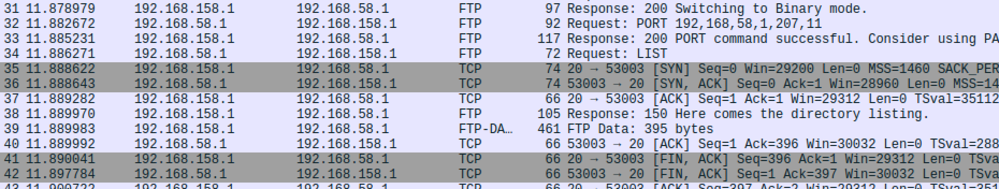 31 11.878979 192.168.158.1 192.168.58.1 FTP 97 Response: 200 Switching to Binary mode.
32 11.882672 192.168.58.1 192.168.158.1 FTP 92 Request: PORT 192,168,58,1,207,11
33 11.885231 192.168.158.1 192.168.58.1 FTP 117 Response: 200 PORT command successful. Consider using PA
34 11.886271 192.168.58.1 192.168.158.1 FTP 72 Request: LIST
35 11.888622 192.168.158.1 192.168.58.1 TCP 74 20 → 53003 [SYN] Seq=0 Win=29200 Len=0 MSS=1460 SACK_PER
36 11.888643 192.168.58.1 192.168.158.1 TCP 74 53003 → 20 [SYN, ACK] Seq=0 Ack=1 Win=28960 Len=0 MSS=14
37 11.889282 192.168.158.1 192.168.58.1 TCP 66 20 → 53003 [ACK] Seq=1 Ack=1 Win=29312 Len=0 TSval=35112
38 11.889970 192.168.158.1 192.168.58.1 FTP 105 Response: 150 Here comes the directory listing.
39 11.889983 192.168.158.1 192.168.58.1 FTP-DA… 461 FTP Data: 395 bytes
40 11.889992 192.168.58.1 192.168.158.1 TCP 66 53003 → 20 [ACK] Seq=1 Ack=396 Win=30032 Len=0 TSval=288
41 11.890041 192.168.158.1 192.168.58.1 TCP 66 20 → 53003 [FIN, ACK] Seq=396 Ack=1 Win=29312 Len=0 TSva
42 11.897784 192.168.58.1 192.168.158.1 TCP 66 53003 → 20 [FIN, ACK] Seq=1 Ack=397 Win=30032 Len=0 TSva
43 11.900722 192.168.158.1 192.168.58.1 TCP 66 20 → 53003 [ACK] Seq=397 Ack=2 Win=29312 Len=0 TSval=351